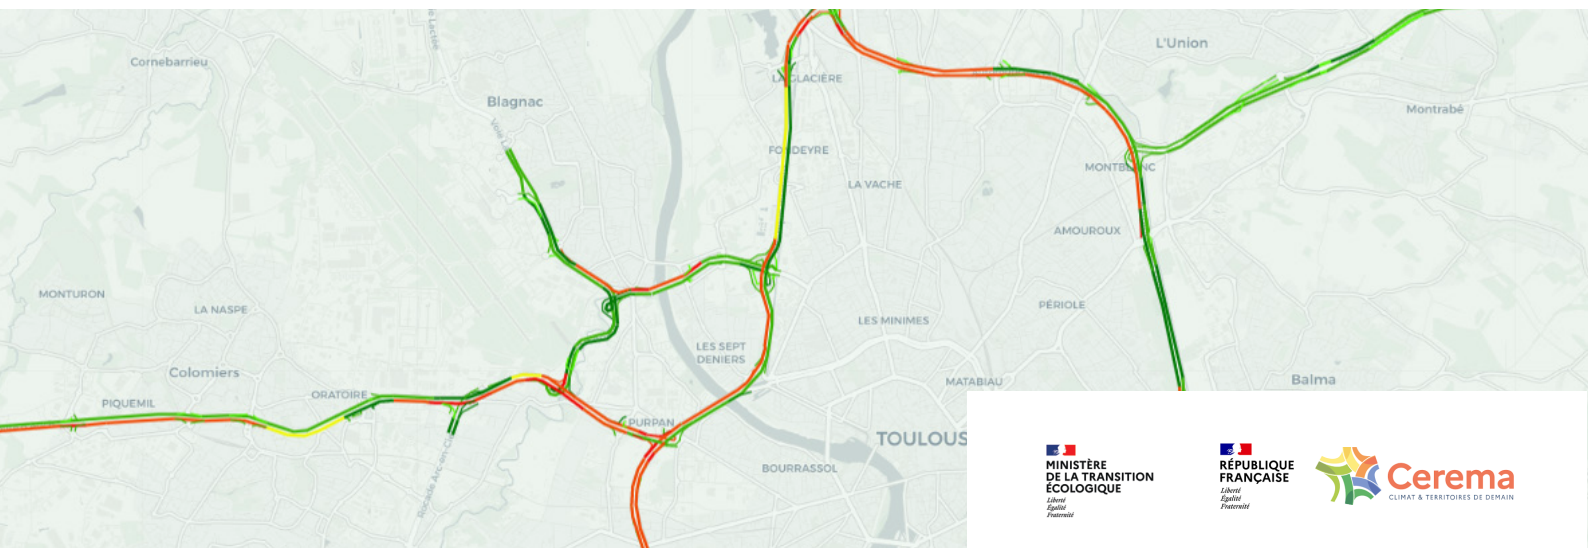 Voie Lactée
L'Union
Cornebarrieu
LA GLACIÈRE
Blagnac
Montrabé
FONDEYRE
MONTBLANC
LA VACHE
AMOUROUX
MONTURON
LA NASPE
PÉRIOLE
LES MINIMES
LES SEPT
DENIERS
Colomiers
MATABIAU
Balma
ORATOIRE
PIQUEMIL
PURPAN
TOULOUS
BOURRASSOL
MINISTÈRE
DE LA TRANSITION
ÉCOLOGIQUE
Liberté
Égalité
Fraternité
RÉPUBLIQUE
FRANÇAISE
Liberté
Égalité
Fraternité
Cerema
CLIMAT & TERRITOIRES DE DEMAIN